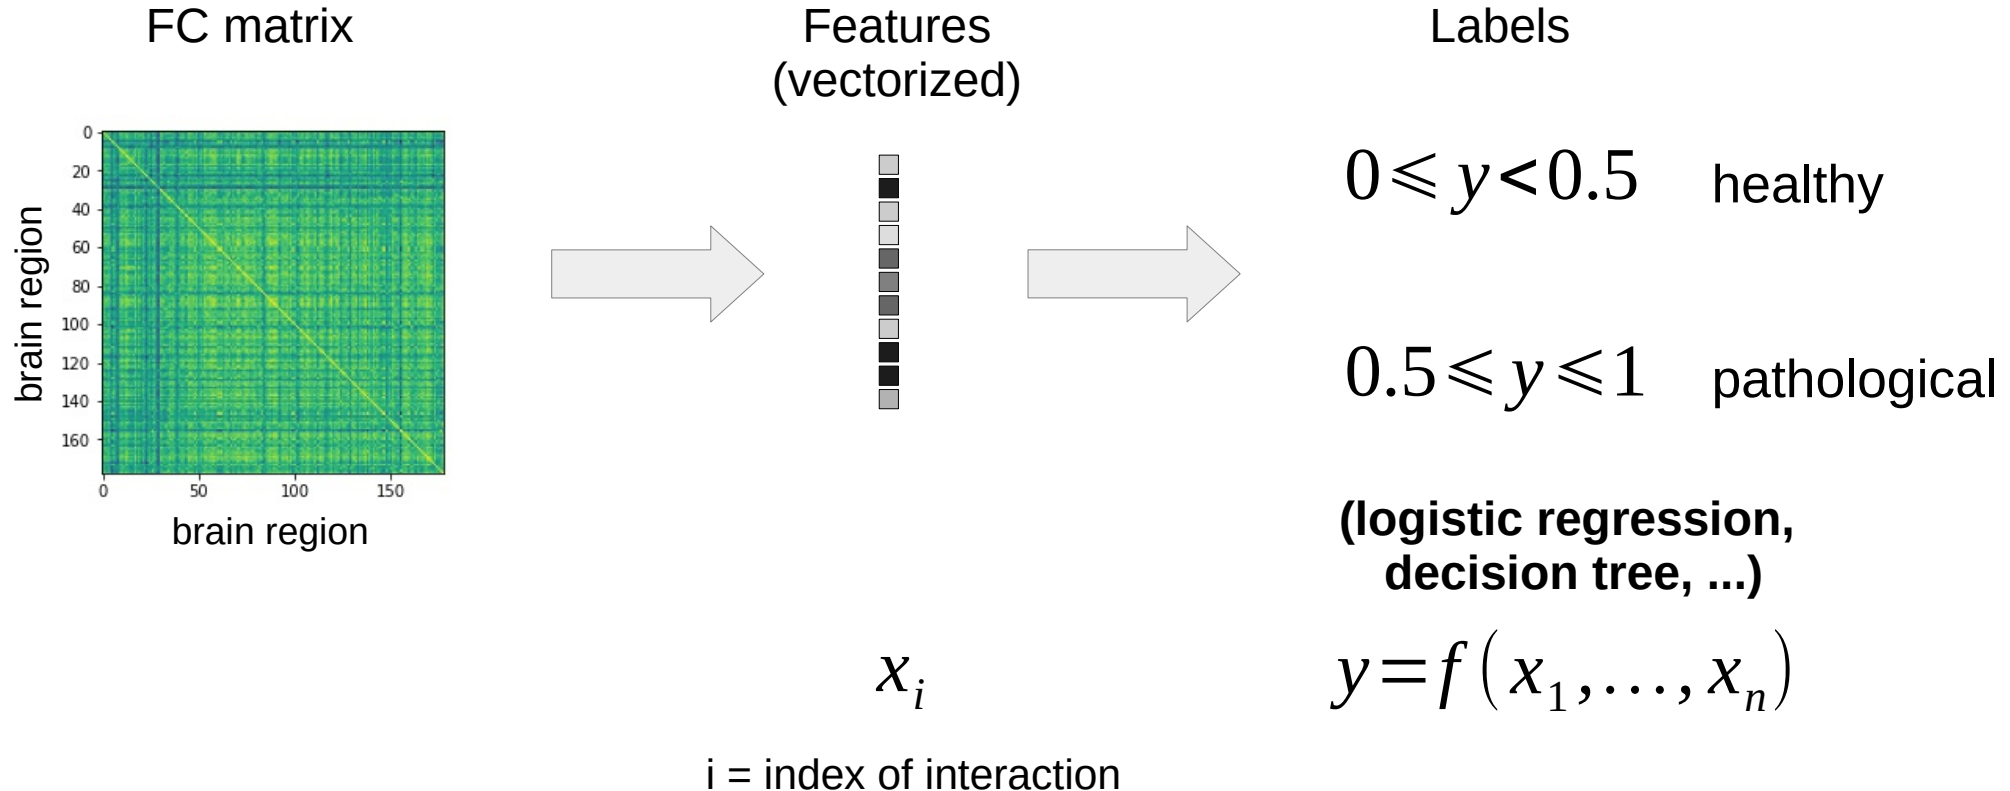 FC matrix
Features
(vectorized)
Labels
brain region
0
20
40
60
80
100
120
140
160
0 50 100 150
brain region
0⩽y<0.5 healthy
0.5⩽y⩽1 pathological
(logistic regression,
decision tree, ...)
x_i
y=f(x_1,...,x_n)
i = index of interaction